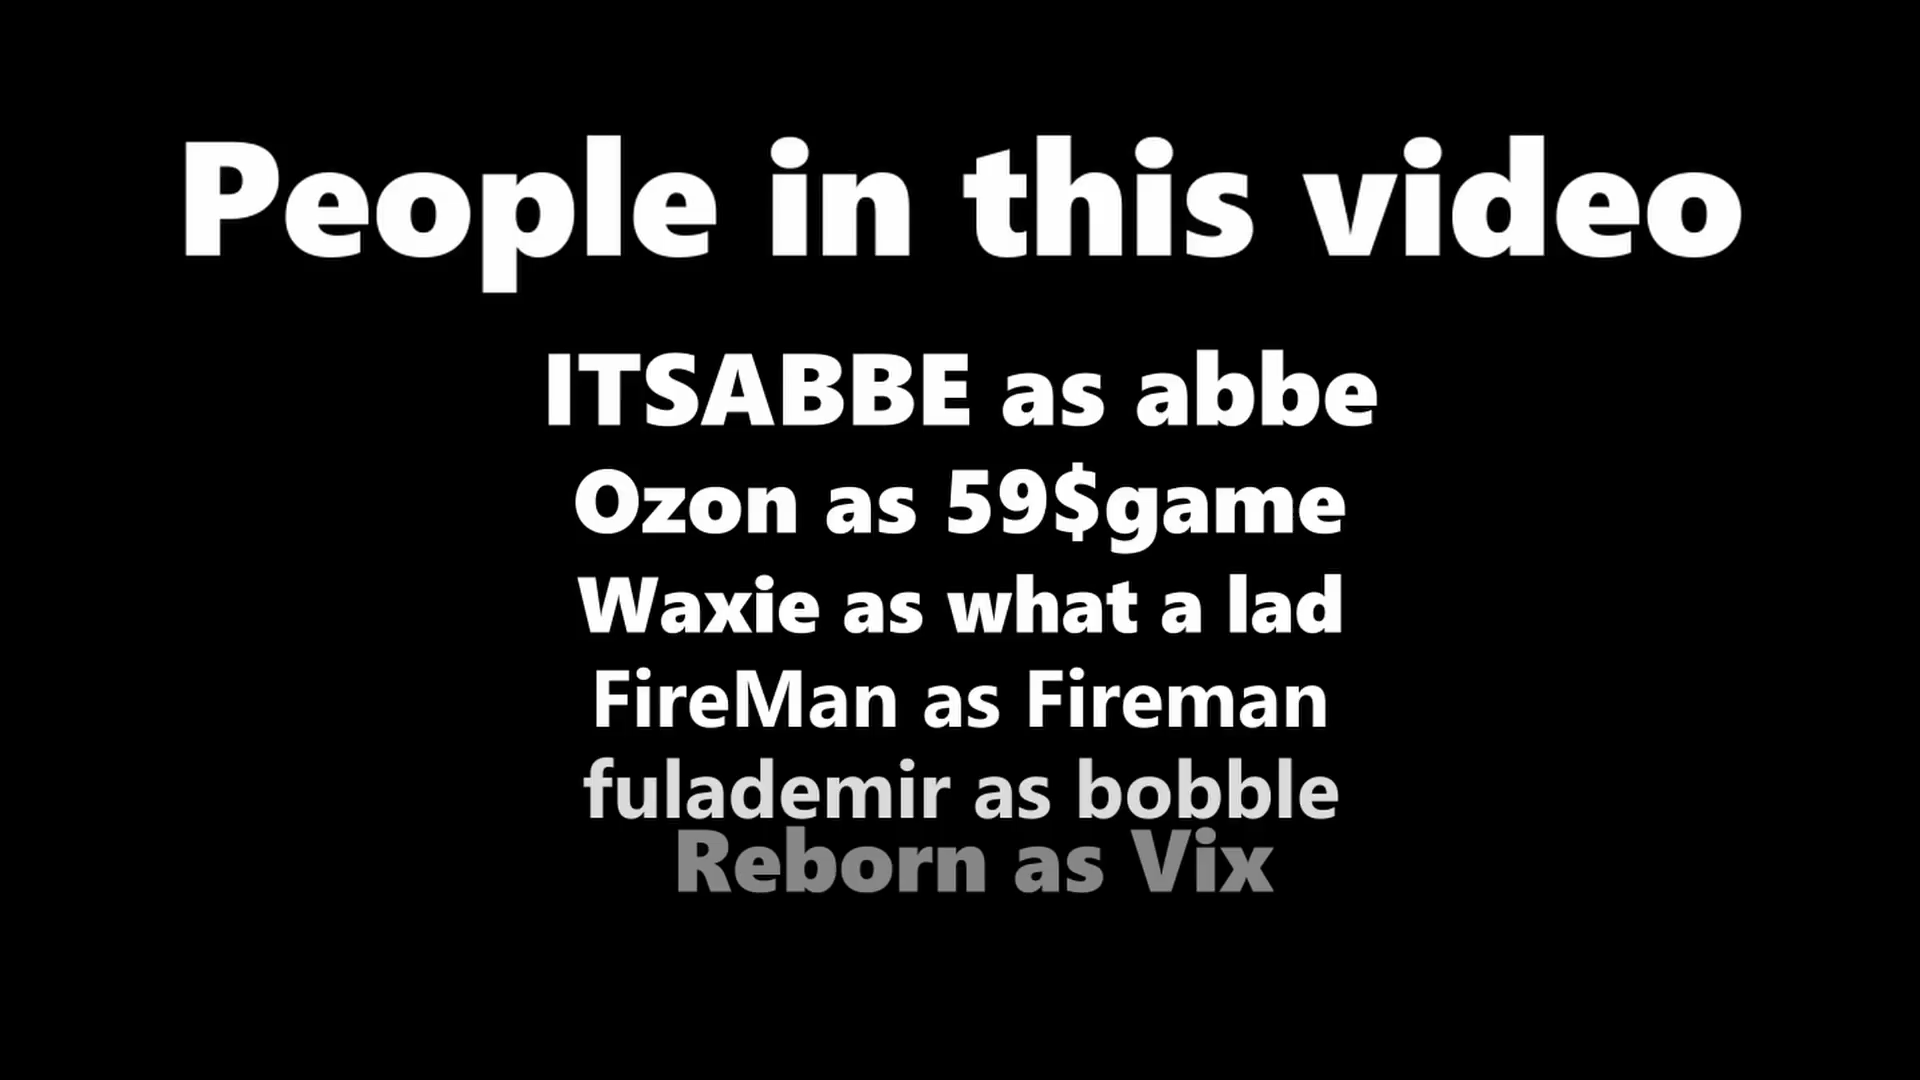 People in this video
ITSABBE as abbe
Ozon as 59$game
Waxie as what a lad
FireMan as Fireman
fulademir as bobble
Reborn as Vix